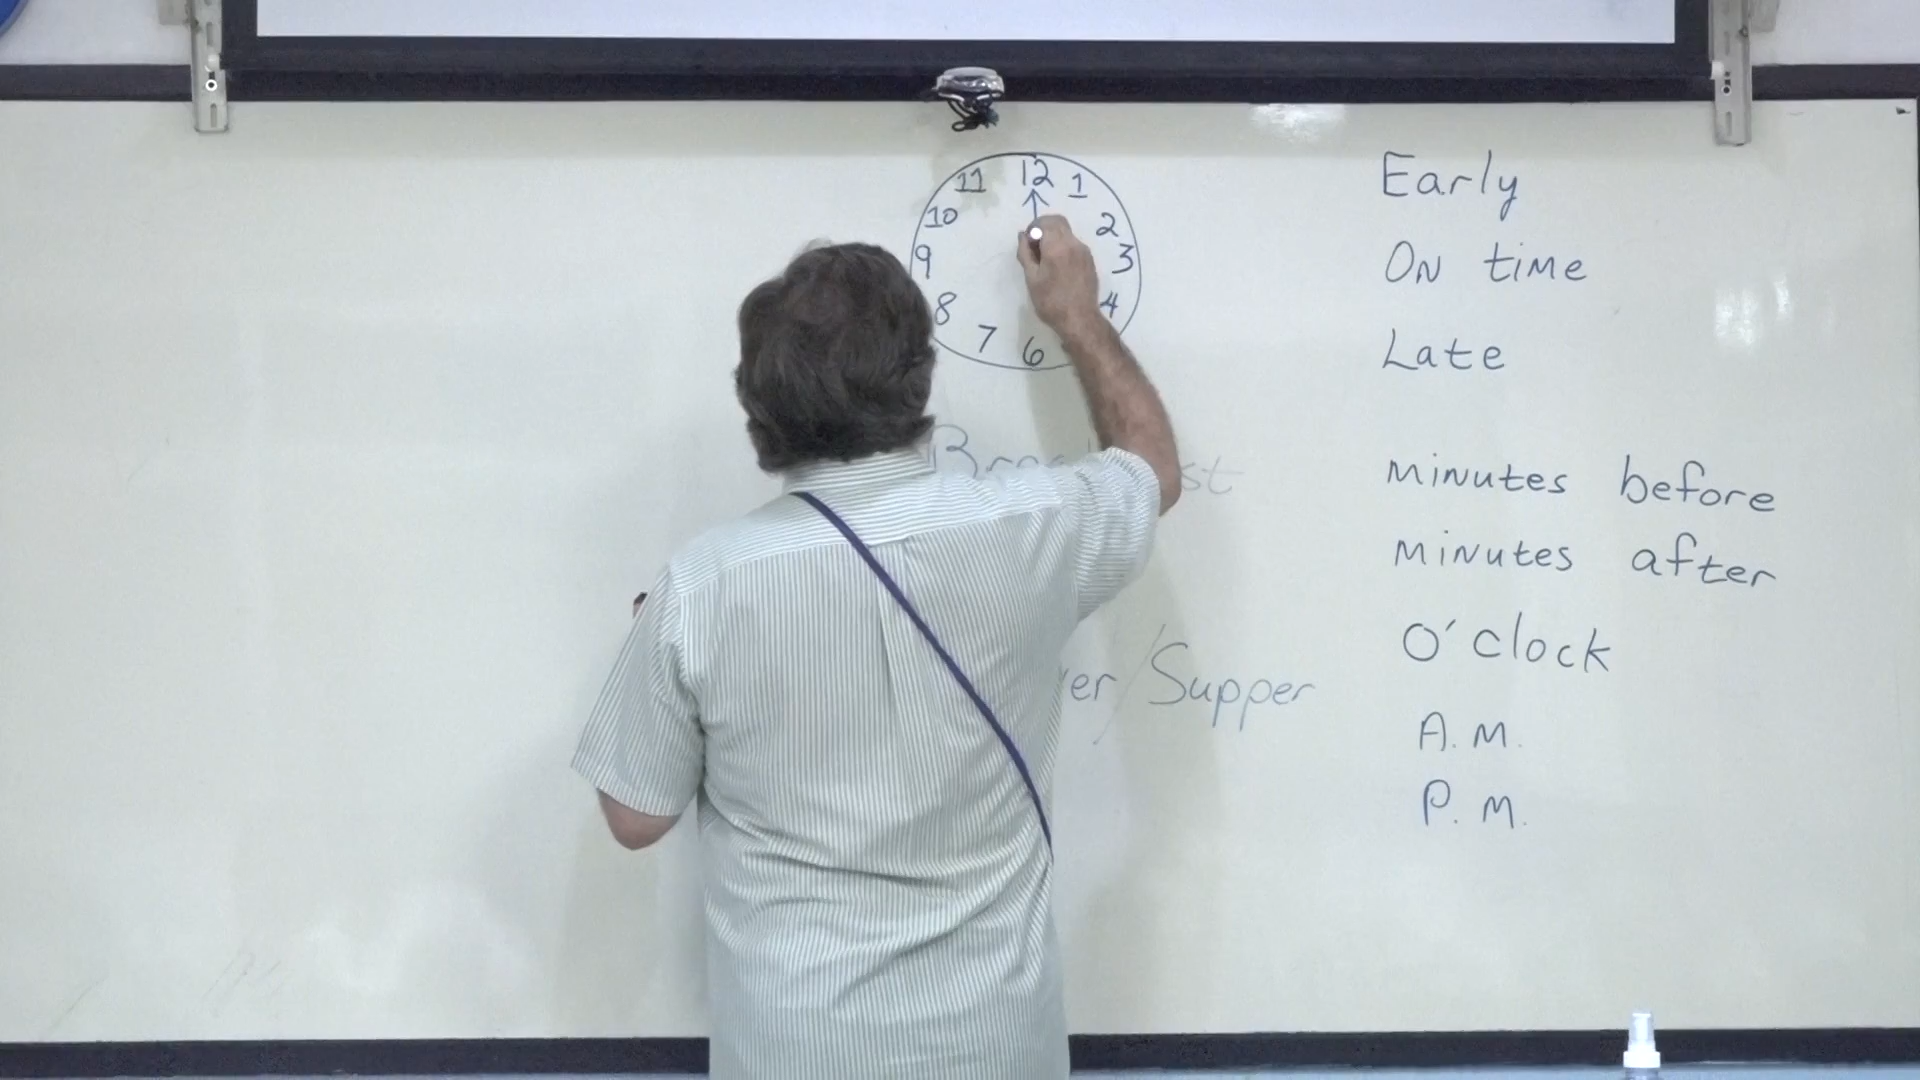 12
11
1
10
2
9
3
8
4
7
6
Early
On time
Late
minutes before
minutes after
O'clock
A.M.
P.M.
/Supper